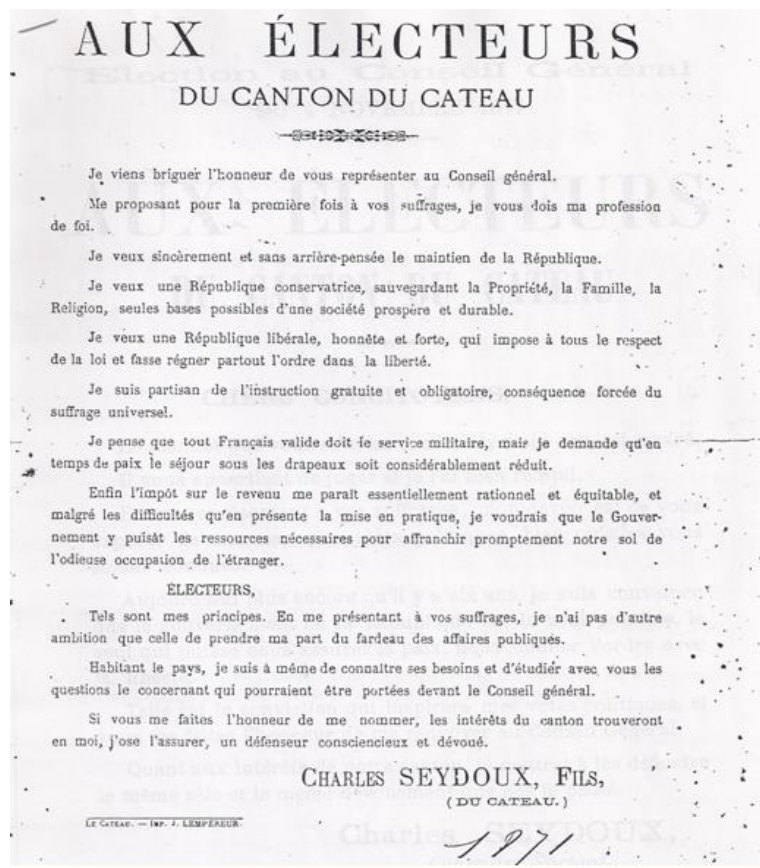 AUX ÉLECTEURS
DU CANTON DU CATEAU
Je viens briguer l'honneur de vous représenter au Conseil général.
Me proposant pour la première fois à vos suffrages, je vous dois ma profession
de foi.
Je veux sincèrement et sans arrière-pensée le maintien de la République.
Je veux une République conservatrice, sauvegardant la Propriété, la Famille, la
Religion, seules bases possibles d'une société prospère et durable.
Je veux une République libérale, honnête et forte, qui impose à tous le respect
de la loi et fasse régner partout l'ordre dans la liberté.
Je suis partisan de l'instruction gratuite et obligatoire, conséquence forcée du
suffrage universel.
Je pense que tout Français valide doit le service militaire, mais je demande qu'en
temps de paix le séjour sous les drapeaux soit considérablement réduit.
Enfin l'impôt sur le revenu me paraît essentiellement rationnel et équitable, et
malgré les difficultés qu'en présente la mise en pratique, je voudrais que le Gouver-
nement y puisât les ressources nécessaires pour affranchir promptement notre sol de
l'odieuse occupation de l'étranger.
ÉLECTEURS,
Tels sont mes principes. En me présentant à vos suffrages, je n'ai pas d'autre
ambition que celle de prendre ma part du fardeau des affaires publiques.
Habitant le pays, je suis à même de connaître ses besoins et d'étudier avec vous les
questions le concernant qui pourraient être portées devant le Conseil général.
Si vous me faites l'honneur de me nommer, les intérêts du canton trouveront
en moi, j'ose l'assurer, un défenseur consciencieux et dévoué.
CHARLES SEYDOUX, FILS,
(DU CATEAU.)
LE CATEAU. — IMP. J. LEMPÉREUR
1871